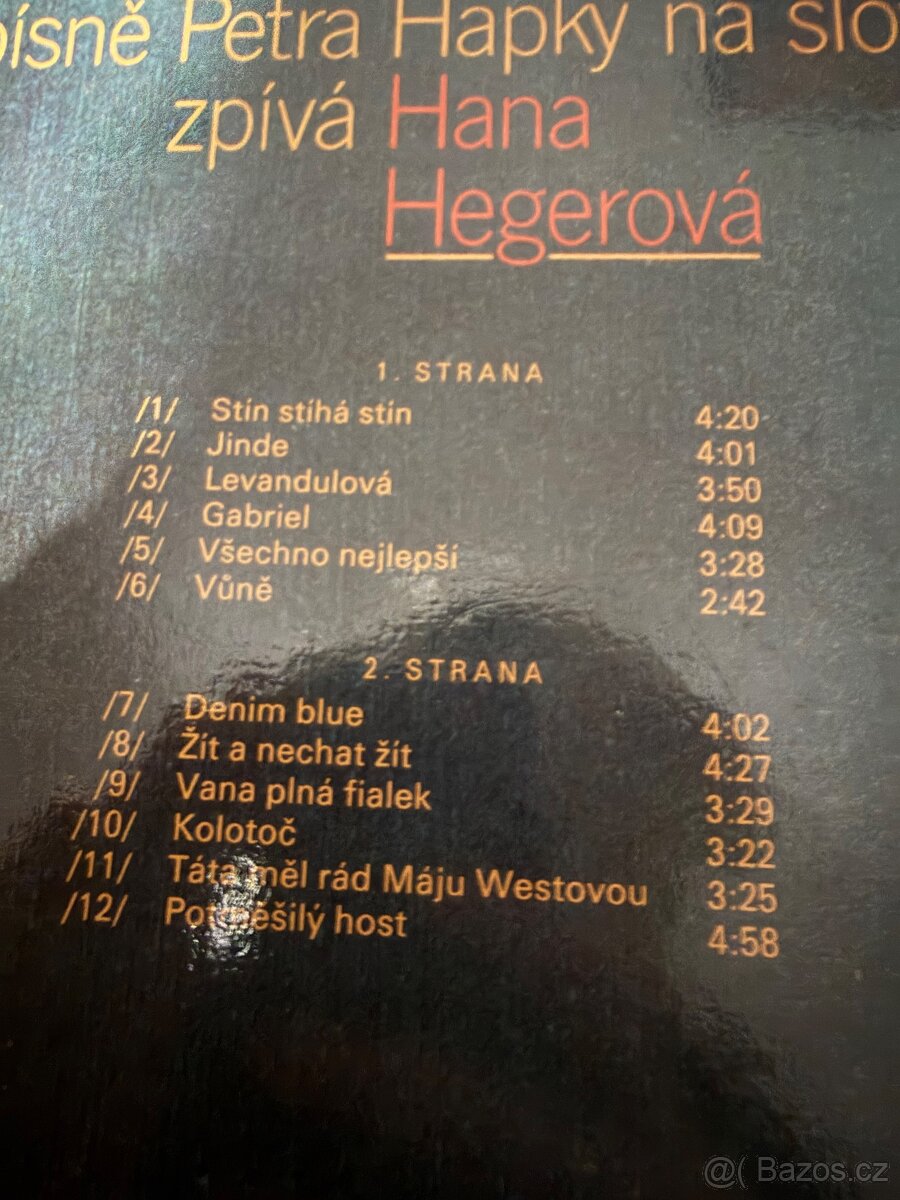 písně Petra Hapky na slo
zpívá Hana
Hegerová
1. STRANA
/1/ Stín stíhá stín 4:20
/2/ Jinde 4:01
/3/ Levandulová 3:50
/4/ Gabriel 4:09
/5/ Všechno nejlepší 3:28
/6/ Vůně 2:42
2. STRANA
/7/ Denim blue 4:02
/8/ Žít a nechat žít 4:27
/9/ Vana plná fialek 3:29
/10/ Kolotoč 3:22
/11/ Táta měl rád Máju Westovou 3:25
/12/ Potměšilý host 4:58
@( Bazos.cz